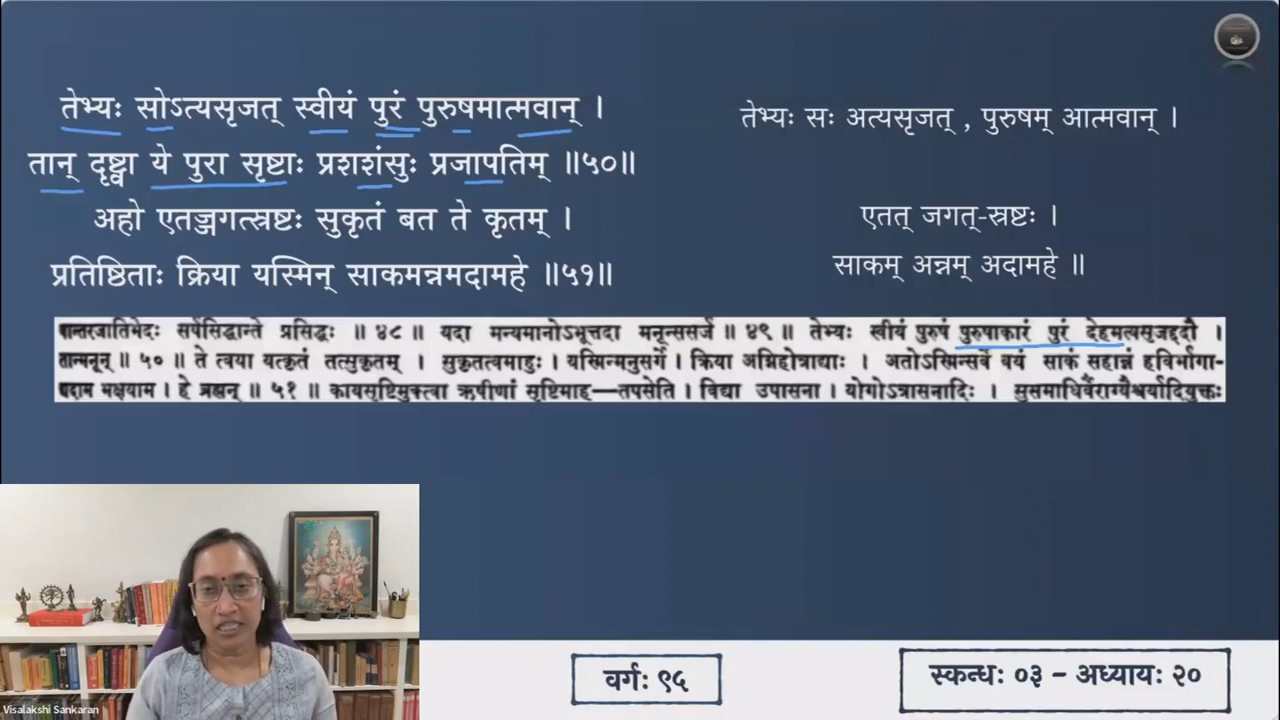 तेभ्यः सोऽत्यसृजत् स्वीयं पुरं पुरुषमात्मवान् ।
तान् दृष्ट्वा ये पुरा सृष्टाः प्रशशंसुः प्रजापतिम् ॥५०॥
अहो एतज्जगत्स्रष्टः सुकृतं बत ते कृतम् ।
प्रतिष्ठिताः क्रिया यस्मिन् साकमन्नमदामहे ॥५१॥
तेभ्यः सः अत्यसृजत् , पुरुषम् आत्मवान् ।
एतत् जगत्-स्रष्टः ।
साकम् अन्नम् अदामहे ॥
वान्तरजातिभेदः सर्वसिद्धान्ते प्रसिद्धः ॥ ४८ ॥ यदा मन्यमानोऽभूत्तदा मनून्ससर्ज ॥ ४९ ॥ तेभ्यः स्वीयं पुरुषं पुरुषाकारं पुरं देहमत्यसृजद्ददौ ।
तान्मनून् ॥ ५० ॥ ते त्वया यत्कृतं तत्सुकृतम् । सुकृतत्वमाहुः । यस्मिन्मनुसर्गे । क्रिया अग्निहोत्राद्याः । अतोऽस्मिन्सर्वे वयं साकं सहान्नं हविर्भागा-
द्यदाम भक्षयाम । हे ब्रह्मन् ॥ ५१ ॥ कायसृष्टिमुक्त्वा ऋषीणां सृष्टिमाह—तपसेति । विद्या उपासना । योगोऽत्रासनादिः । सुसमाधिर्वैराग्यैश्वर्यादियुक्तः
Visalakshi Sankaran
वर्गः ९५
स्कन्धः ०३ – अध्यायः २०